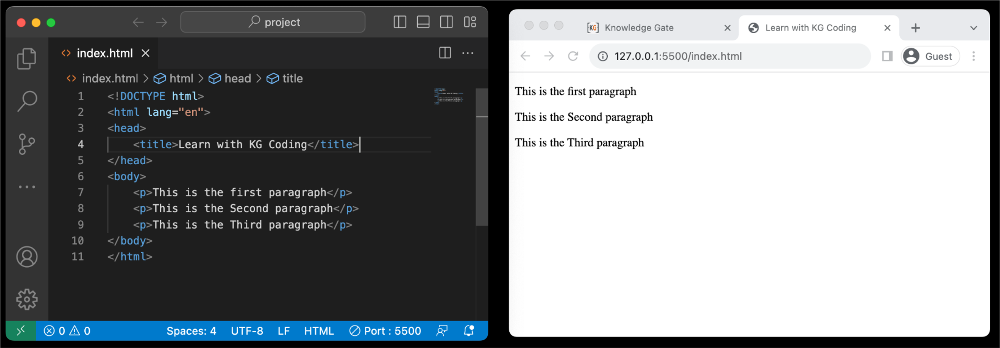 project
index.html
index.html > html > head > title
1 <!DOCTYPE html>
2 <html lang="en">
3 <head>
4     <title>Learn with KG Coding</title>
5 </head>
6 <body>
7     <p>This is the first paragraph</p>
8     <p>This is the Second paragraph</p>
9     <p>This is the Third paragraph</p>
10 </body>
11 </html>
0 0 Spaces: 4 UTF-8 LF HTML Port : 5500
KG Knowledge Gate Learn with KG Coding
127.0.0.1:5500/index.html Guest
This is the first paragraph
This is the Second paragraph
This is the Third paragraph